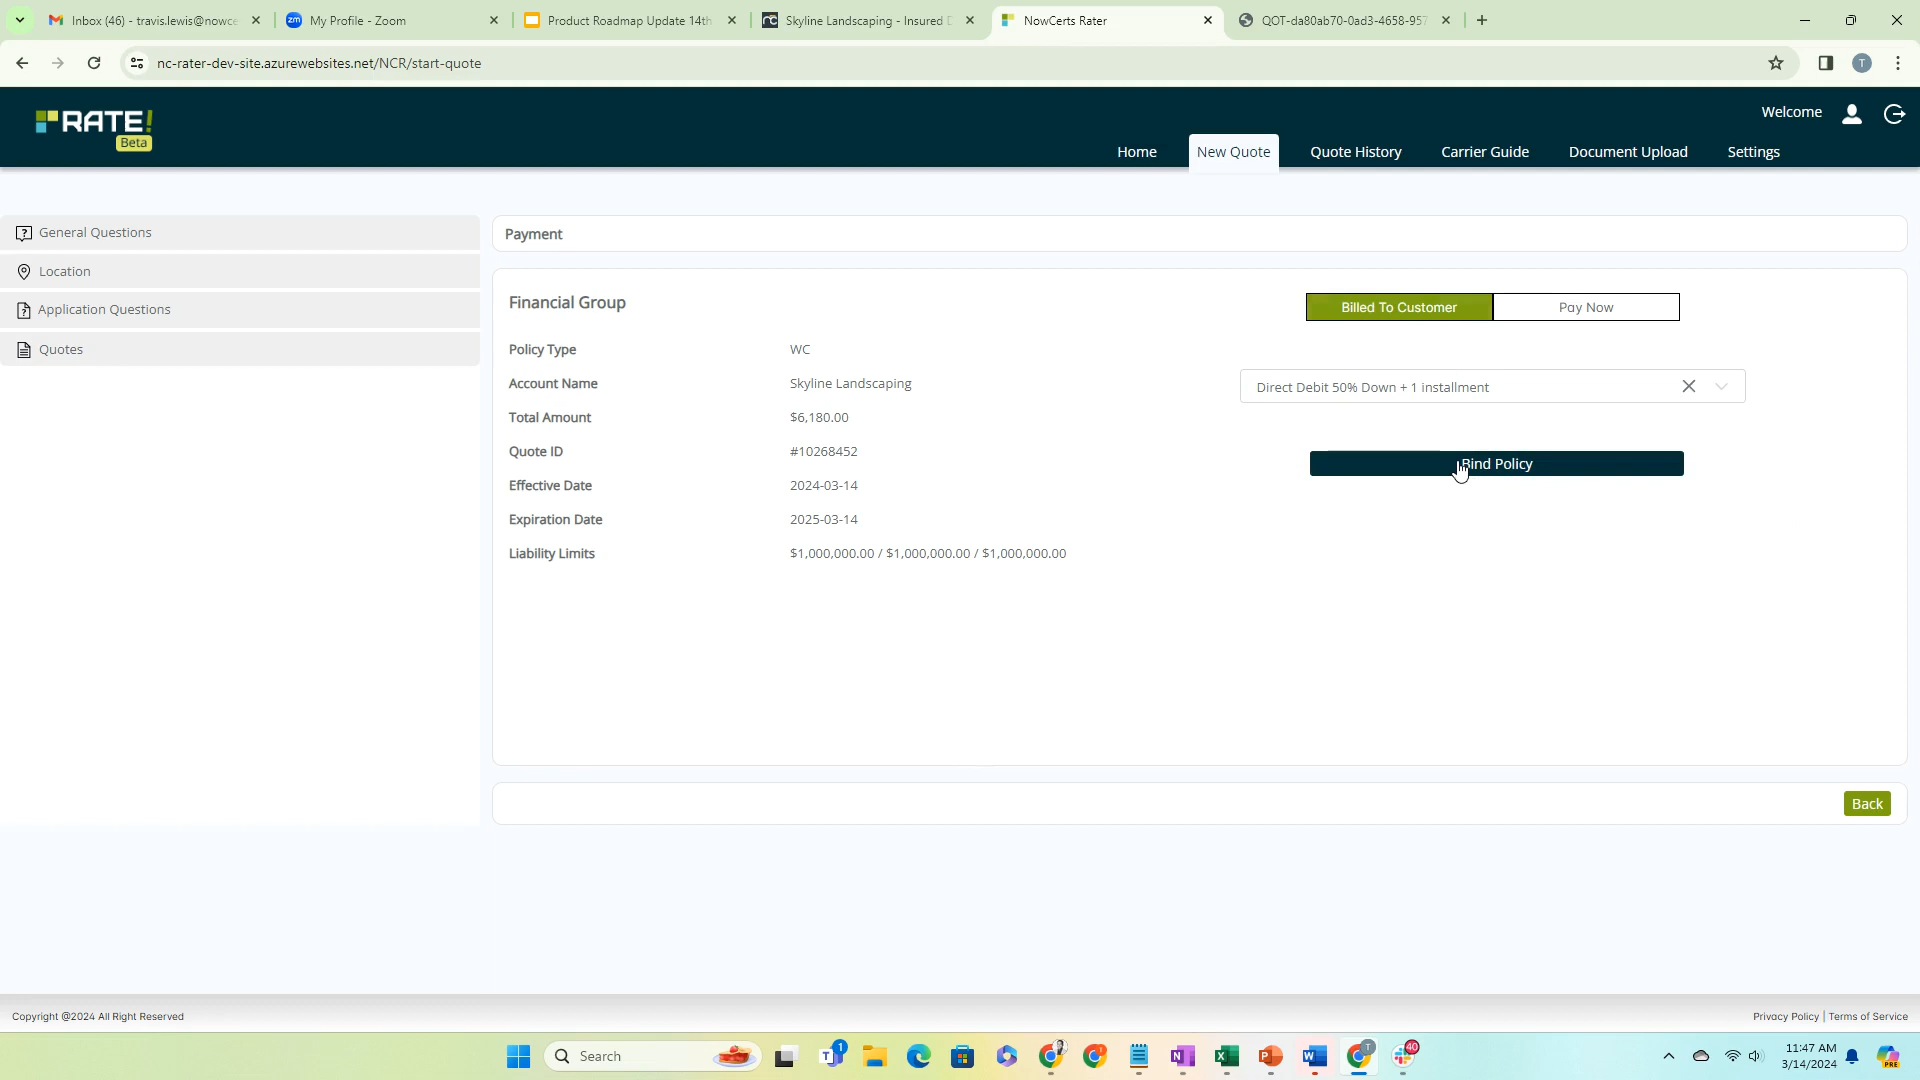 Inbox (46) - travis.lewis@nowce
My Profile - Zoom
Product Roadmap Update 14th
Skyline Landscaping - Insured D
NowCerts Rater
QOT-da80ab70-0ad3-4658-957
nc-rater-dev-site.azurewebsites.net/NCR/start-quote
T
RATE!
Beta
Welcome
Home
New Quote
Quote History
Carrier Guide
Document Upload
Settings
General Questions
Location
Application Questions
Quotes
Payment
Financial Group
Billed To Customer
Pay Now
Policy Type WC
Account Name Skyline Landscaping
Direct Debit 50% Down + 1 installment
Total Amount $6,180.00
Quote ID #10268452
Bind Policy
Effective Date 2024-03-14
Expiration Date 2025-03-14
Liability Limits $1,000,000.00 / $1,000,000.00 / $1,000,000.00
Back
Copyright @2024 All Right Reserved
Privacy Policy | Terms of Service
Search
1
40
11:47 AM
3/14/2024